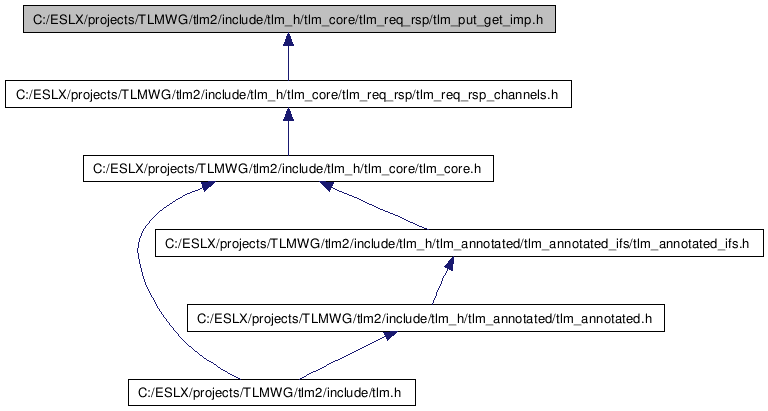 C:/ESLX/projects/TLMWG/tlm2/include/tlm_h/tlm_core/tlm_req_rsp/tlm_put_get_imp.h
C:/ESLX/projects/TLMWG/tlm2/include/tlm_h/tlm_core/tlm_req_rsp/tlm_req_rsp_channels.h
C:/ESLX/projects/TLMWG/tlm2/include/tlm_h/tlm_core/tlm_core.h
C:/ESLX/projects/TLMWG/tlm2/include/tlm_h/tlm_annotated/tlm_annotated_ifs/tlm_annotated_ifs.h
C:/ESLX/projects/TLMWG/tlm2/include/tlm_h/tlm_annotated/tlm_annotated.h
C:/ESLX/projects/TLMWG/tlm2/include/tlm.h